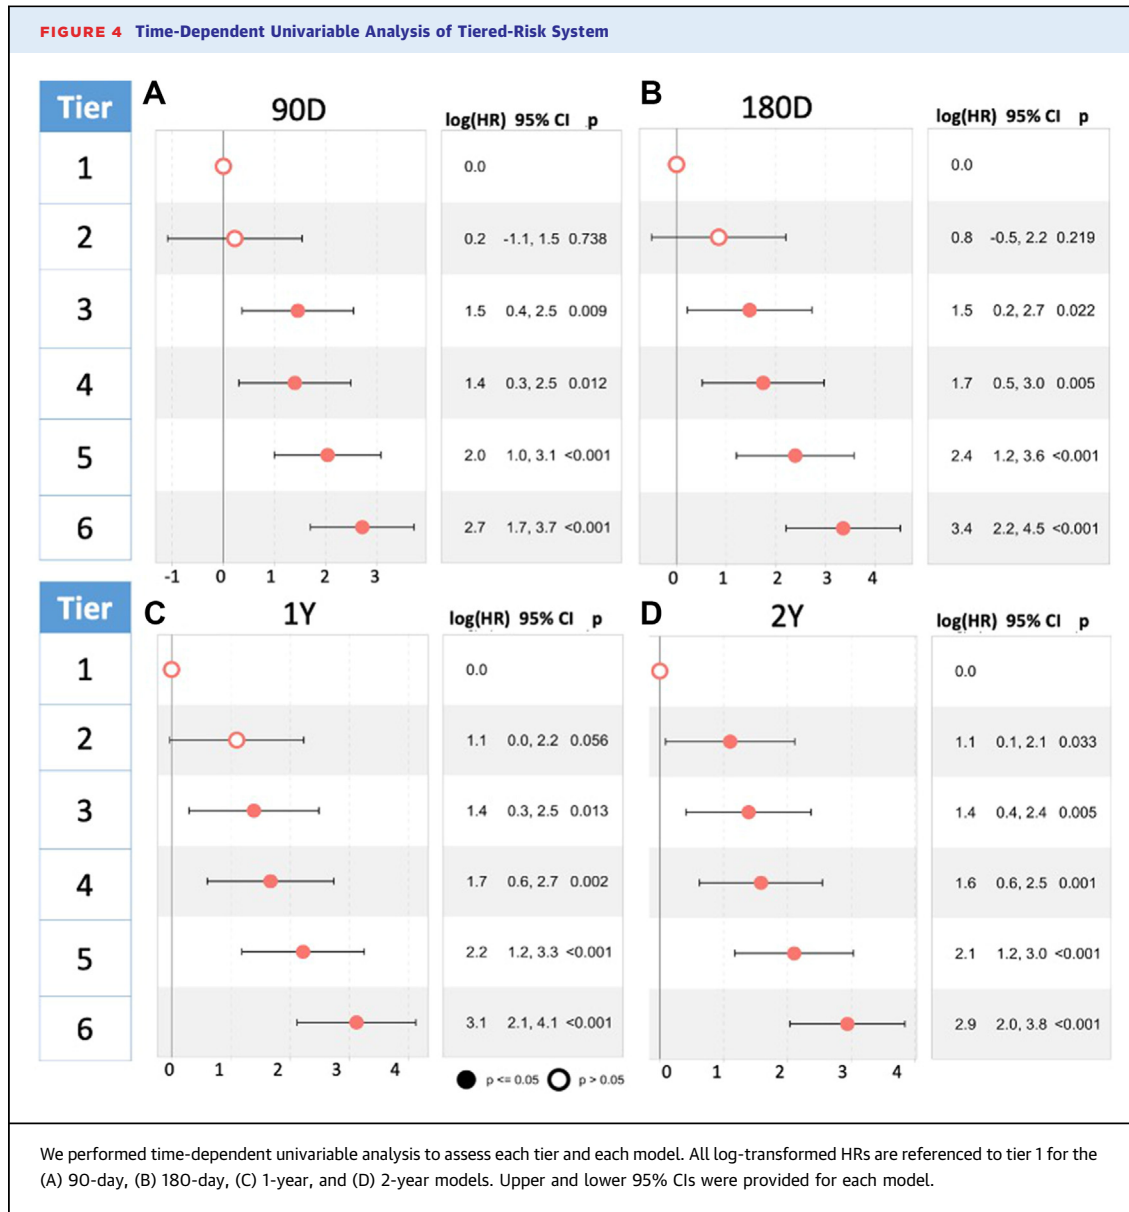 FIGURE 4 Time-Dependent Univariable Analysis of Tiered-Risk System
Tier
A
90D
log(HR) 95% CI p
B
180D
log(HR) 95% CI p
1
0.0
0.0
2
0.2 -1.1, 1.5 0.738
0.8 -0.5, 2.2 0.219
3
1.5 0.4, 2.5 0.009
1.5 0.2, 2.7 0.022
4
1.4 0.3, 2.5 0.012
1.7 0.5, 3.0 0.005
5
2.0 1.0, 3.1 <0.001
2.4 1.2, 3.6 <0.001
6
2.7 1.7, 3.7 <0.001
3.4 2.2, 4.5 <0.001
-1 0 1 2 3
0 1 2 3 4
Tier
C
1Y
log(HR) 95% CI p
D
2Y
log(HR) 95% CI p
1
0.0
0.0
2
1.1 0.0, 2.2 0.056
1.1 0.1, 2.1 0.033
3
1.4 0.3, 2.5 0.013
1.4 0.4, 2.4 0.005
4
1.7 0.6, 2.7 0.002
1.6 0.6, 2.5 0.001
5
2.2 1.2, 3.3 <0.001
2.1 1.2, 3.0 <0.001
6
3.1 2.1, 4.1 <0.001
2.9 2.0, 3.8 <0.001
0 1 2 3 4
0 1 2 3 4
p <= 0.05 p > 0.05
We performed time-dependent univariable analysis to assess each tier and each model. All log-transformed HRs are referenced to tier 1 for the
(A) 90-day, (B) 180-day, (C) 1-year, and (D) 2-year models. Upper and lower 95% CIs were provided for each model.